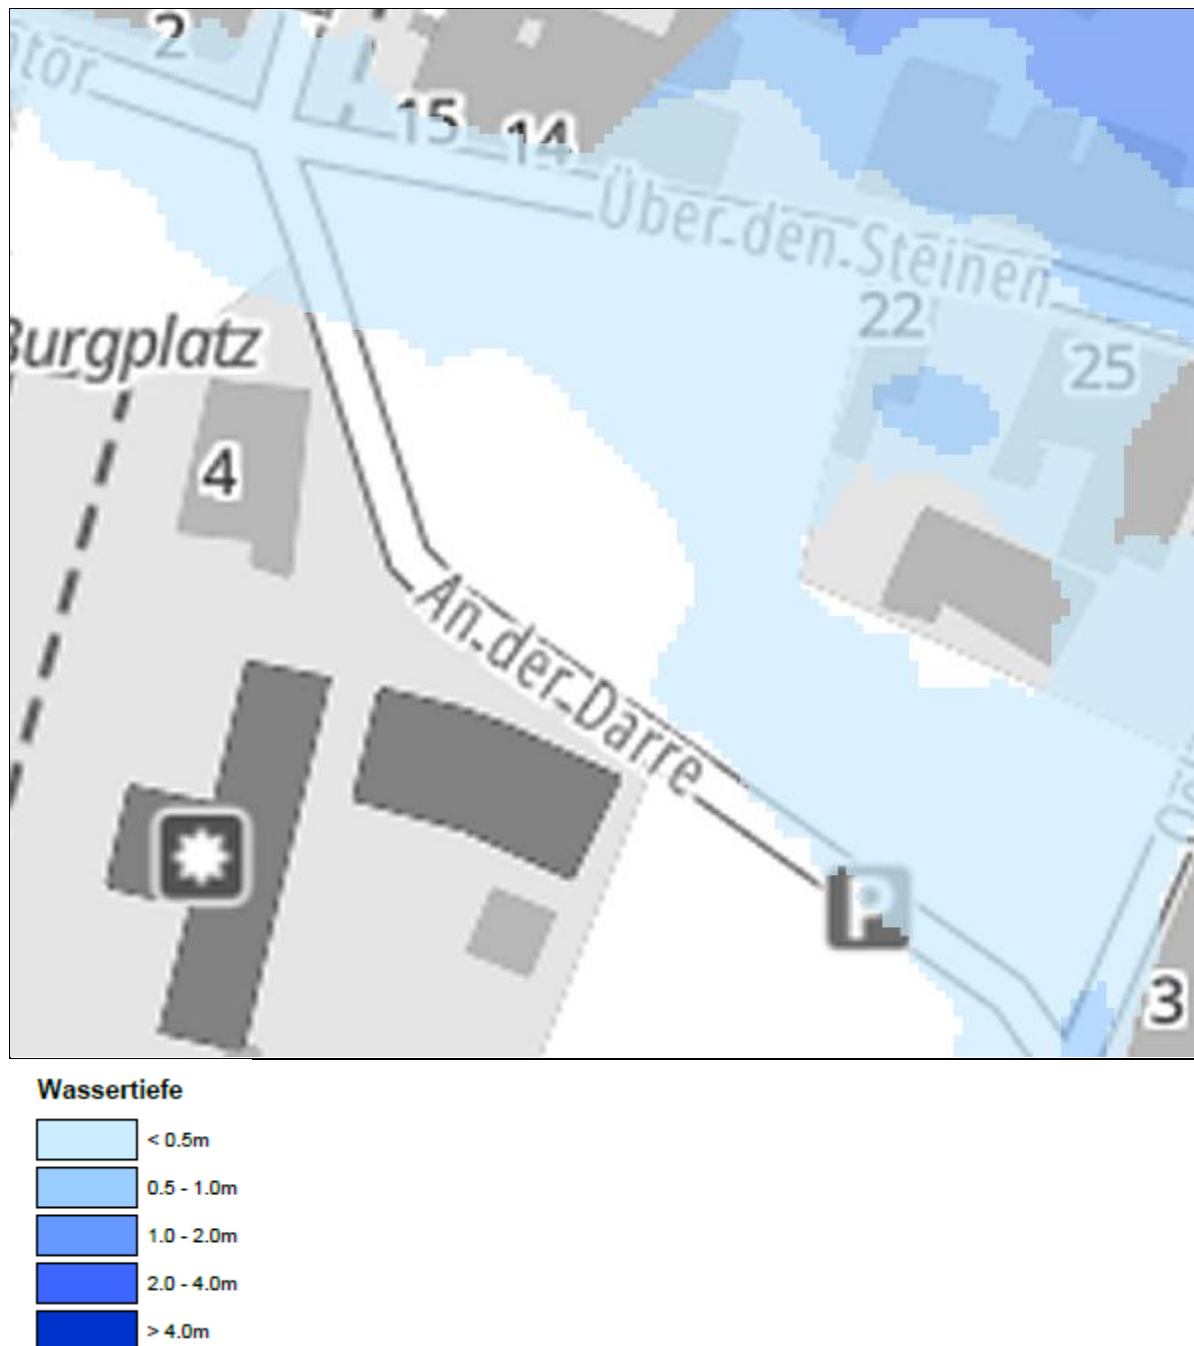 2
tor
15
14
Über den Steinen
22
25
Burgplatz
4
An der Darre
P
3
Wassertiefe
< 0.5m
0.5 - 1.0m
1.0 - 2.0m
2.0 - 4.0m
> 4.0m